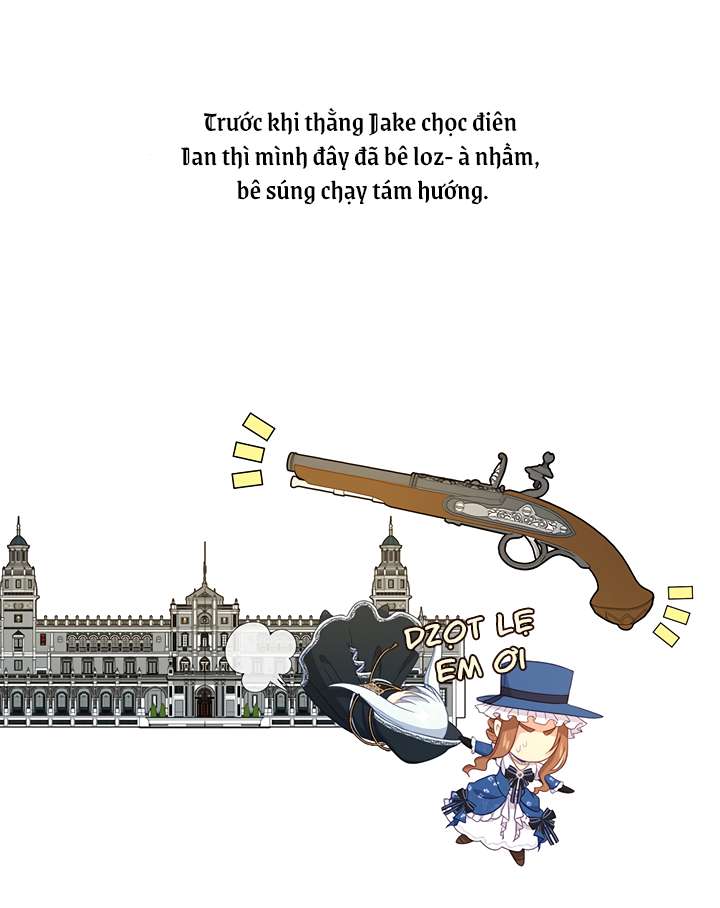 Trước khi thằng Jake chọc điên
Ian thì mình đây đã bê loz- à nhầm,
bê súng chạy tám hướng.
DZỌT LẸ
EM ƠI